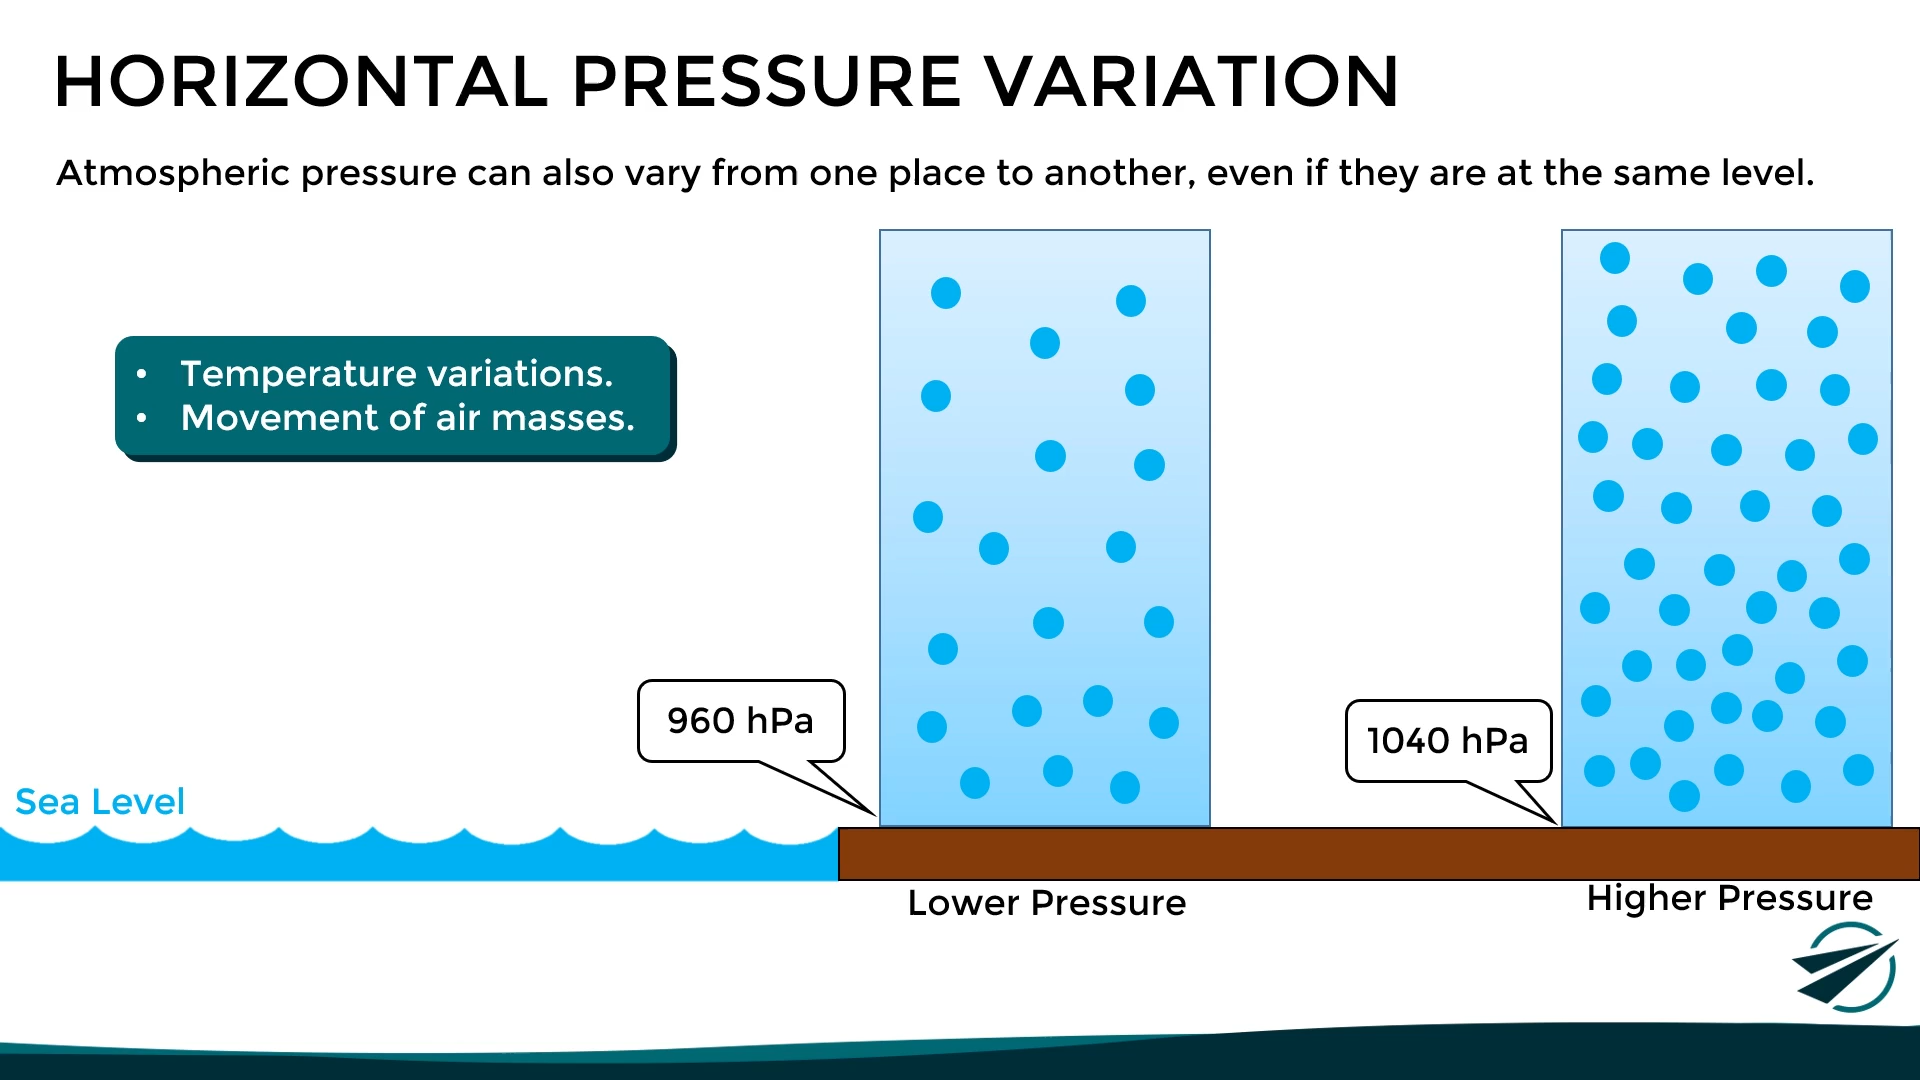 HORIZONTAL PRESSURE VARIATION
Atmospheric pressure can also vary from one place to another, even if they are at the same level.
• Temperature variations.
• Movement of air masses.
960 hPa
1040 hPa
Sea Level
Lower Pressure
Higher Pressure